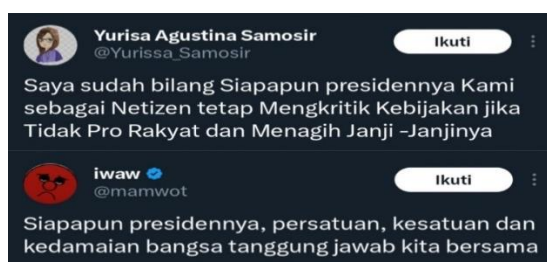 Yurisa Agustina Samosir
@Yurissa_Samosir
Ikuti
Saya sudah bilang Siapapun presidennya Kami
sebagai Netizen tetap Mengkritik Kebijakan jika
Tidak Pro Rakyat dan Menagih Janji -Janjinya
iwaw
@mamwot
Ikuti
Siapapun presidennya, persatuan, kesatuan dan
kedamaian bangsa tanggung jawab kita bersama